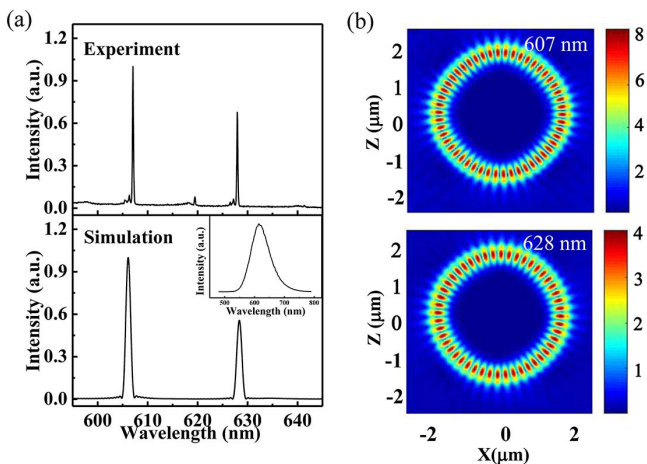 (a)
Experiment
Intensity (a.u.)
1.2
0.9
0.6
0.3
0.0
Simulation
Intensity (a.u.)
1.2
0.9
0.6
0.3
0.0
Intensity (a.u.)
500 600 700 800
Wavelength (nm)
600 610 620 630 640
Wavelength (nm)
(b)
607 nm
Z (μm)
2
1
0
-1
-2
8
6
4
2
628 nm
Z (μm)
2
1
0
-1
-2
4
3
2
1
-2 0 2
X(μm)